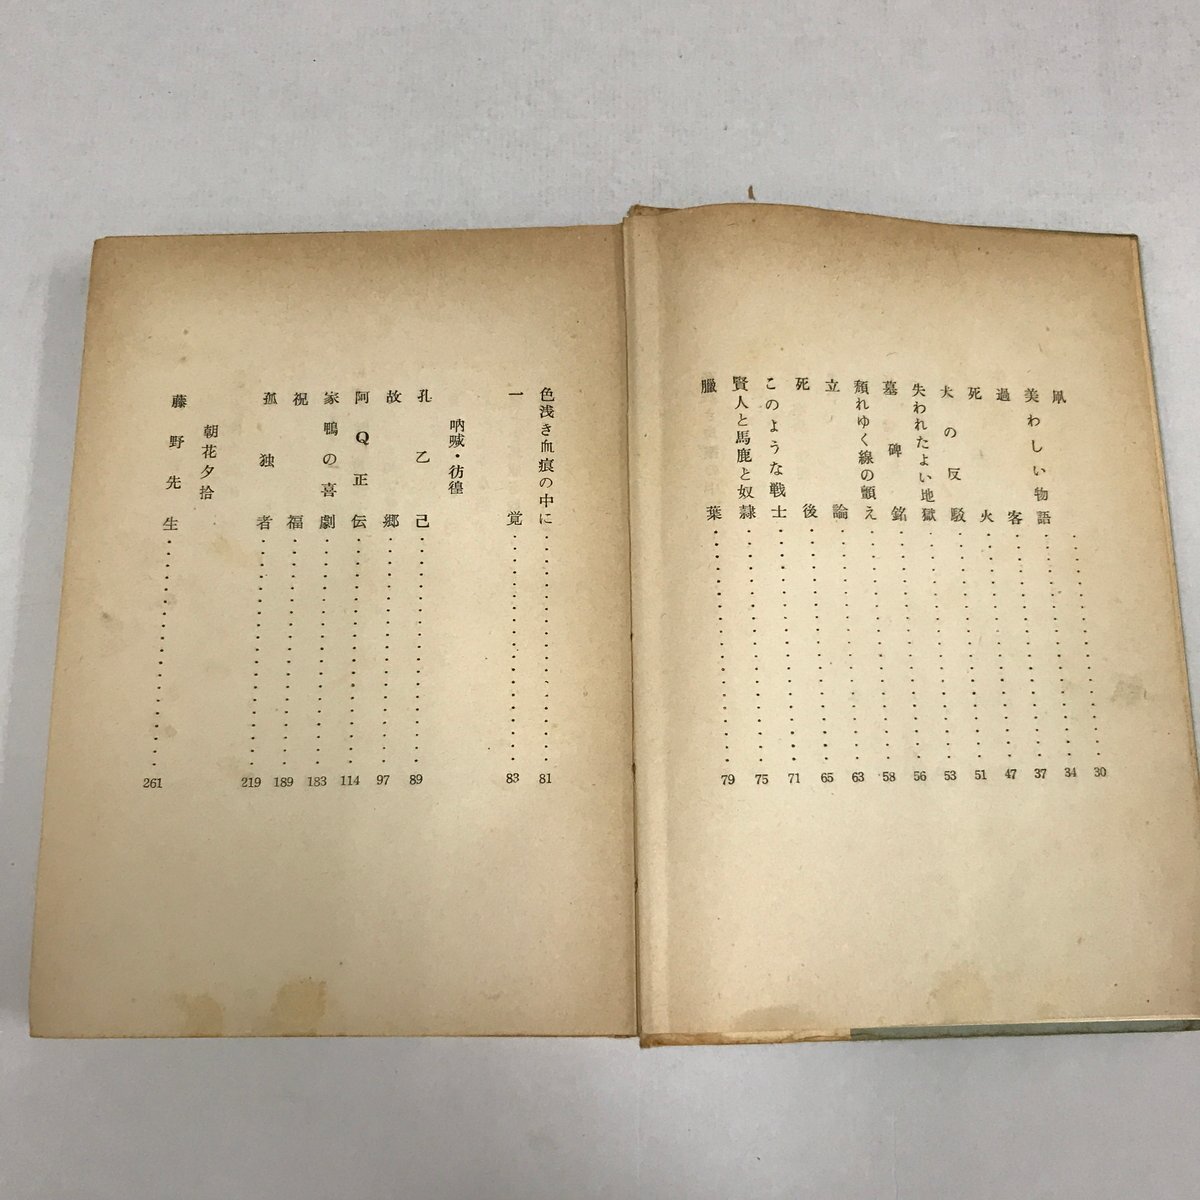 凧……30
美わしい物語……34
過客……37
死火……47
犬の反駁……51
失われたよい地獄……53
墓碑銘……56
頽れゆく線の顫え……58
立論……63
死後……65
このような戦士……71
賢人と馬鹿と奴隷……75
臘葉……79
色浅き血痕の中に……81
一覚……83
吶喊・彷徨
孔乙己……89
故郷……97
阿Q正伝……114
家鴨の喜劇……183
祝福……189
孤独者……219
朝花夕拾
藤野先生……261